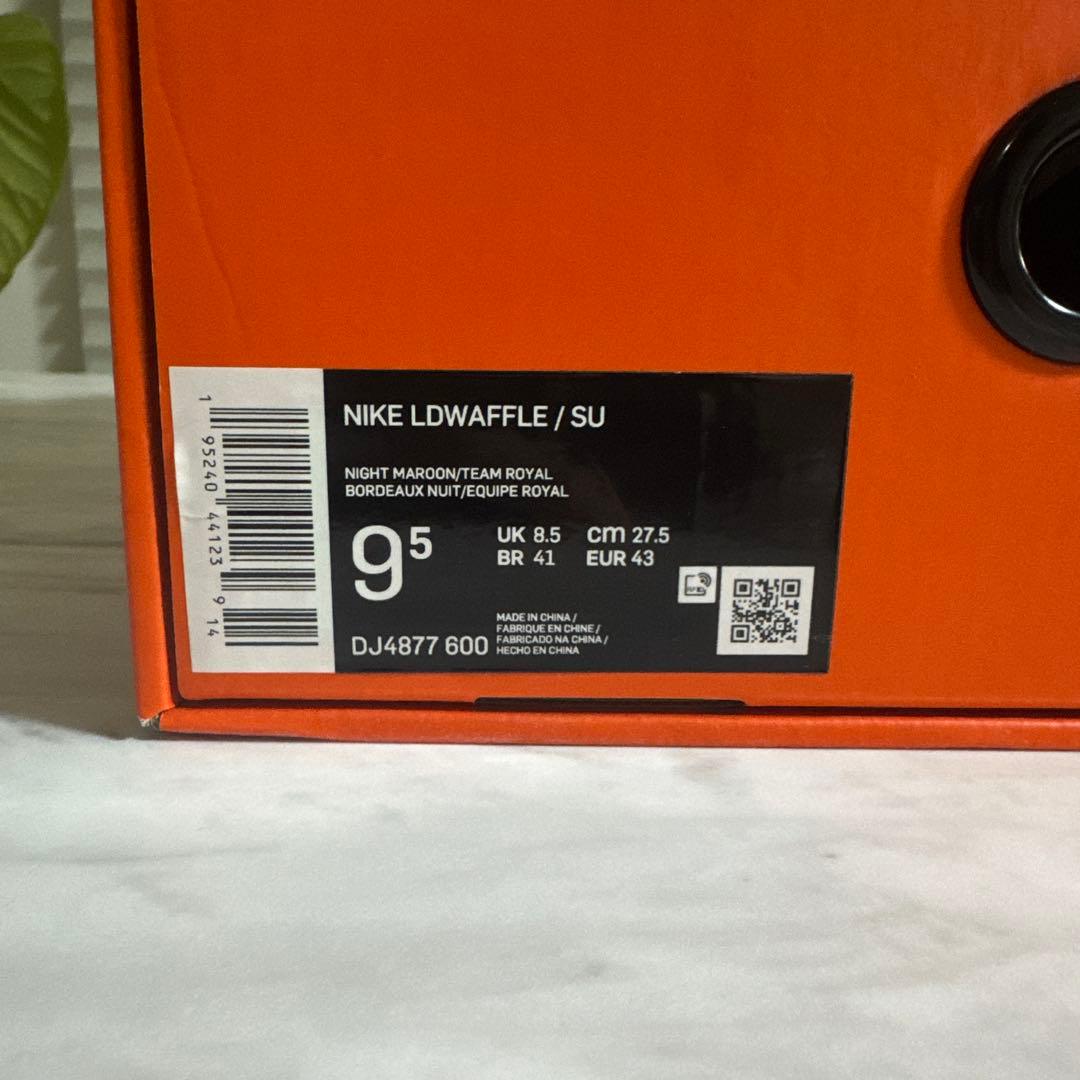 1 95240 44123 9 14
NIKE LDWAFFLE / SU
NIGHT MAROON/TEAM ROYAL
BORDEAUX NUIT/EQUIPE ROYAL
9⁵
UK 8.5 cm 27.5
BR 41 EUR 43
DJ4877 600
MADE IN CHINA /
FABRIQUE EN CHINE /
FABRICADO NA CHINA /
HECHO EN CHINA